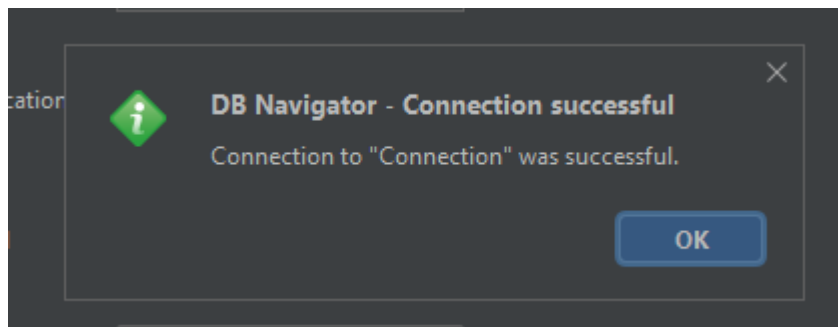 DB Navigator - Connection successful
Connection to "Connection" was successful.
OK